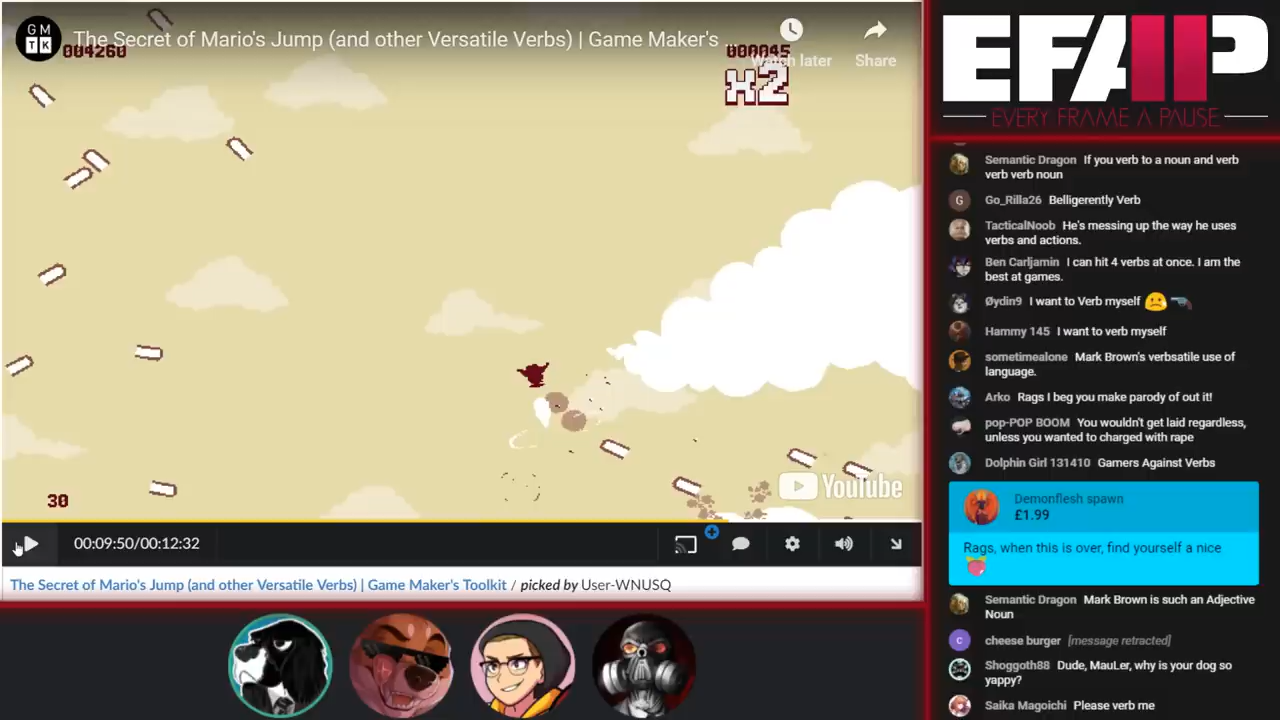 GM
TK
The Secret of Mario's Jump (and other Versatile Verbs) | Game Maker's ...
004260
000045
x2
Watch later
Share
30
YouTube
00:09:50/00:12:32
The Secret of Mario's Jump (and other Versatile Verbs) | Game Maker's Toolkit / picked by User-WNUSQ
EFAP
EVERY FRAME A PAUSE
Semantic Dragon If you verb to a noun and verb
verb verb noun
G
Go_Rilla26 Belligerently Verb
TacticalNoob He's messing up the way he uses
verbs and actions.
Ben Carljamin I can hit 4 verbs at once. I am the
best at games.
Øydin9 I want to Verb myself
Hammy 145 I want to verb myself
sometimealone Mark Brown's verbsatile use of
language.
Arko Rags I beg you make parody of out it!
pop-POP BOOM You wouldn't get laid regardless,
unless you wanted to charged with rape
Dolphin Girl 131410 Gamers Against Verbs
Demonflesh spawn
£1.99
Rags, when this is over, find yourself a nice
Semantic Dragon Mark Brown is such an Adjective
Noun
C
cheese burger [message retracted]
Shoggoth88 Dude, MauLer, why is your dog so
yappy?
Saika Magoichi Please verb me